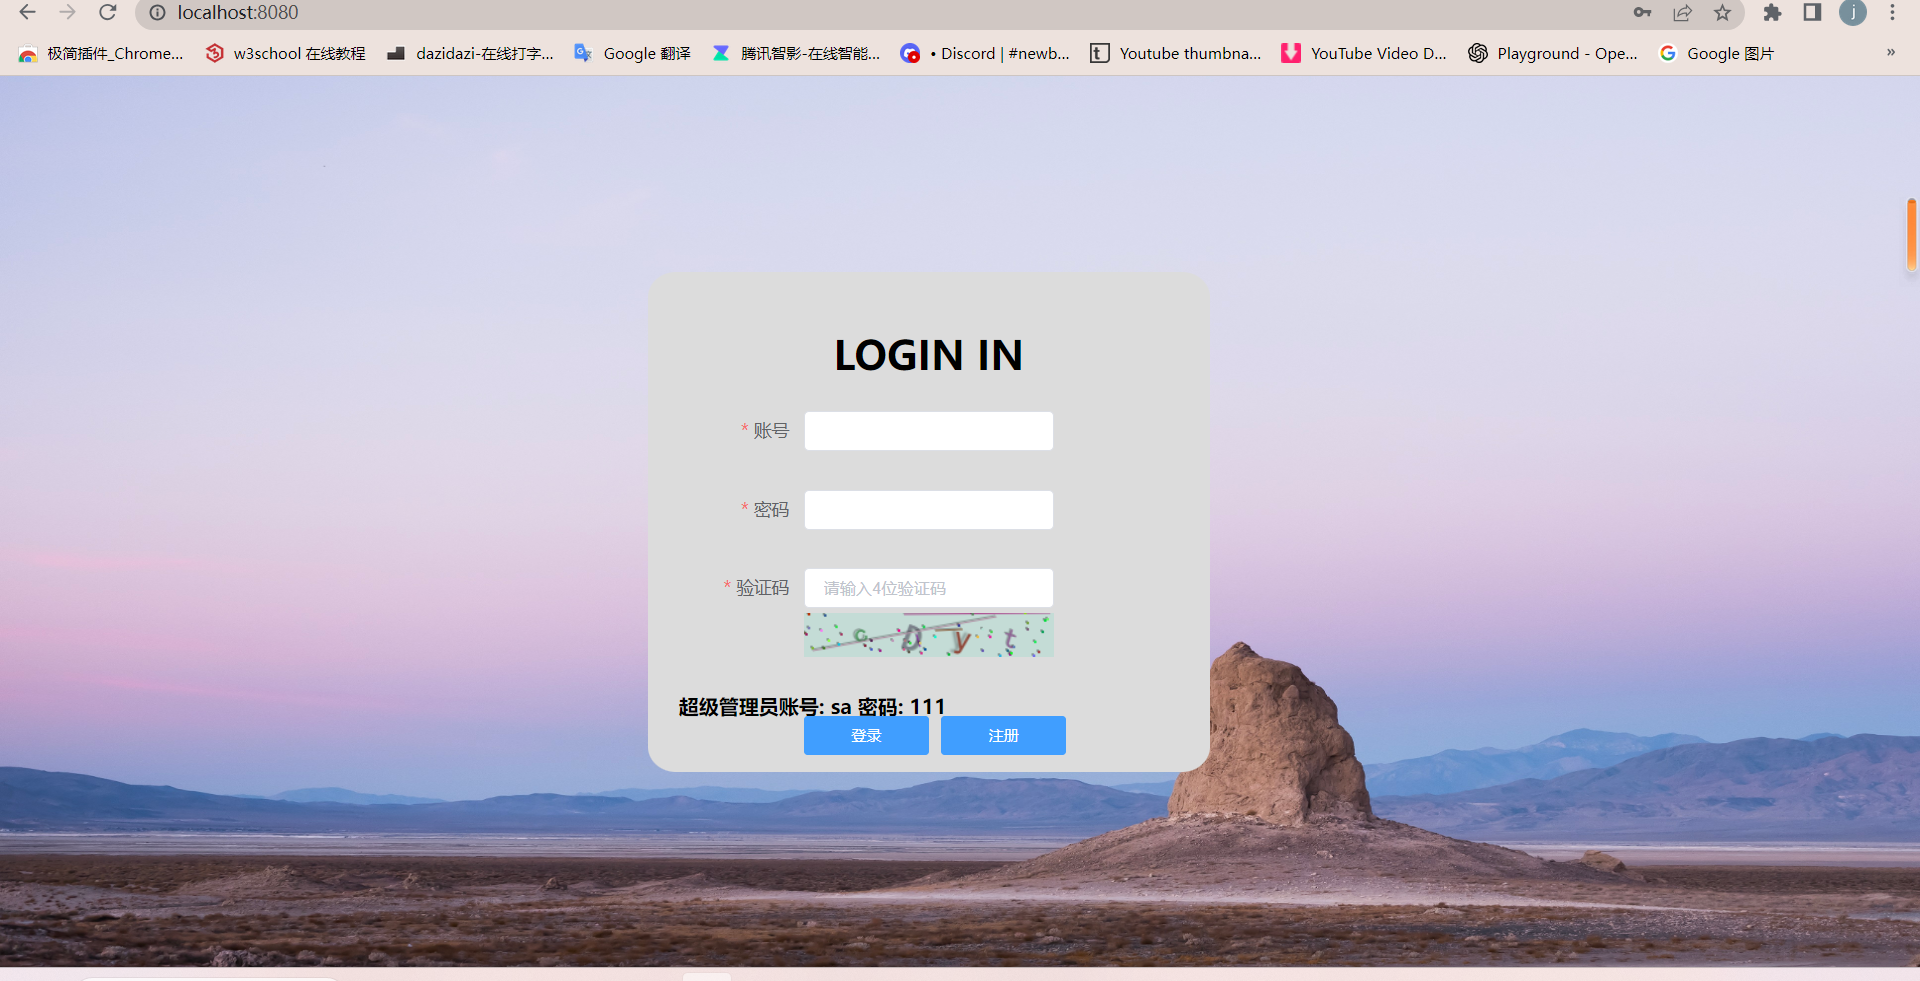 localhost:8080
j
极简插件_Chrome...
w3school 在线教程
dazidazi-在线打字...
Google 翻译
腾讯智影-在线智能...
• Discord | #newb...
Youtube thumbna...
YouTube Video D...
Playground - Ope...
Google 图片
»
LOGIN IN
* 账号
* 密码
* 验证码
请输入4位验证码
超级管理员账号: sa 密码: 111
登录
注册